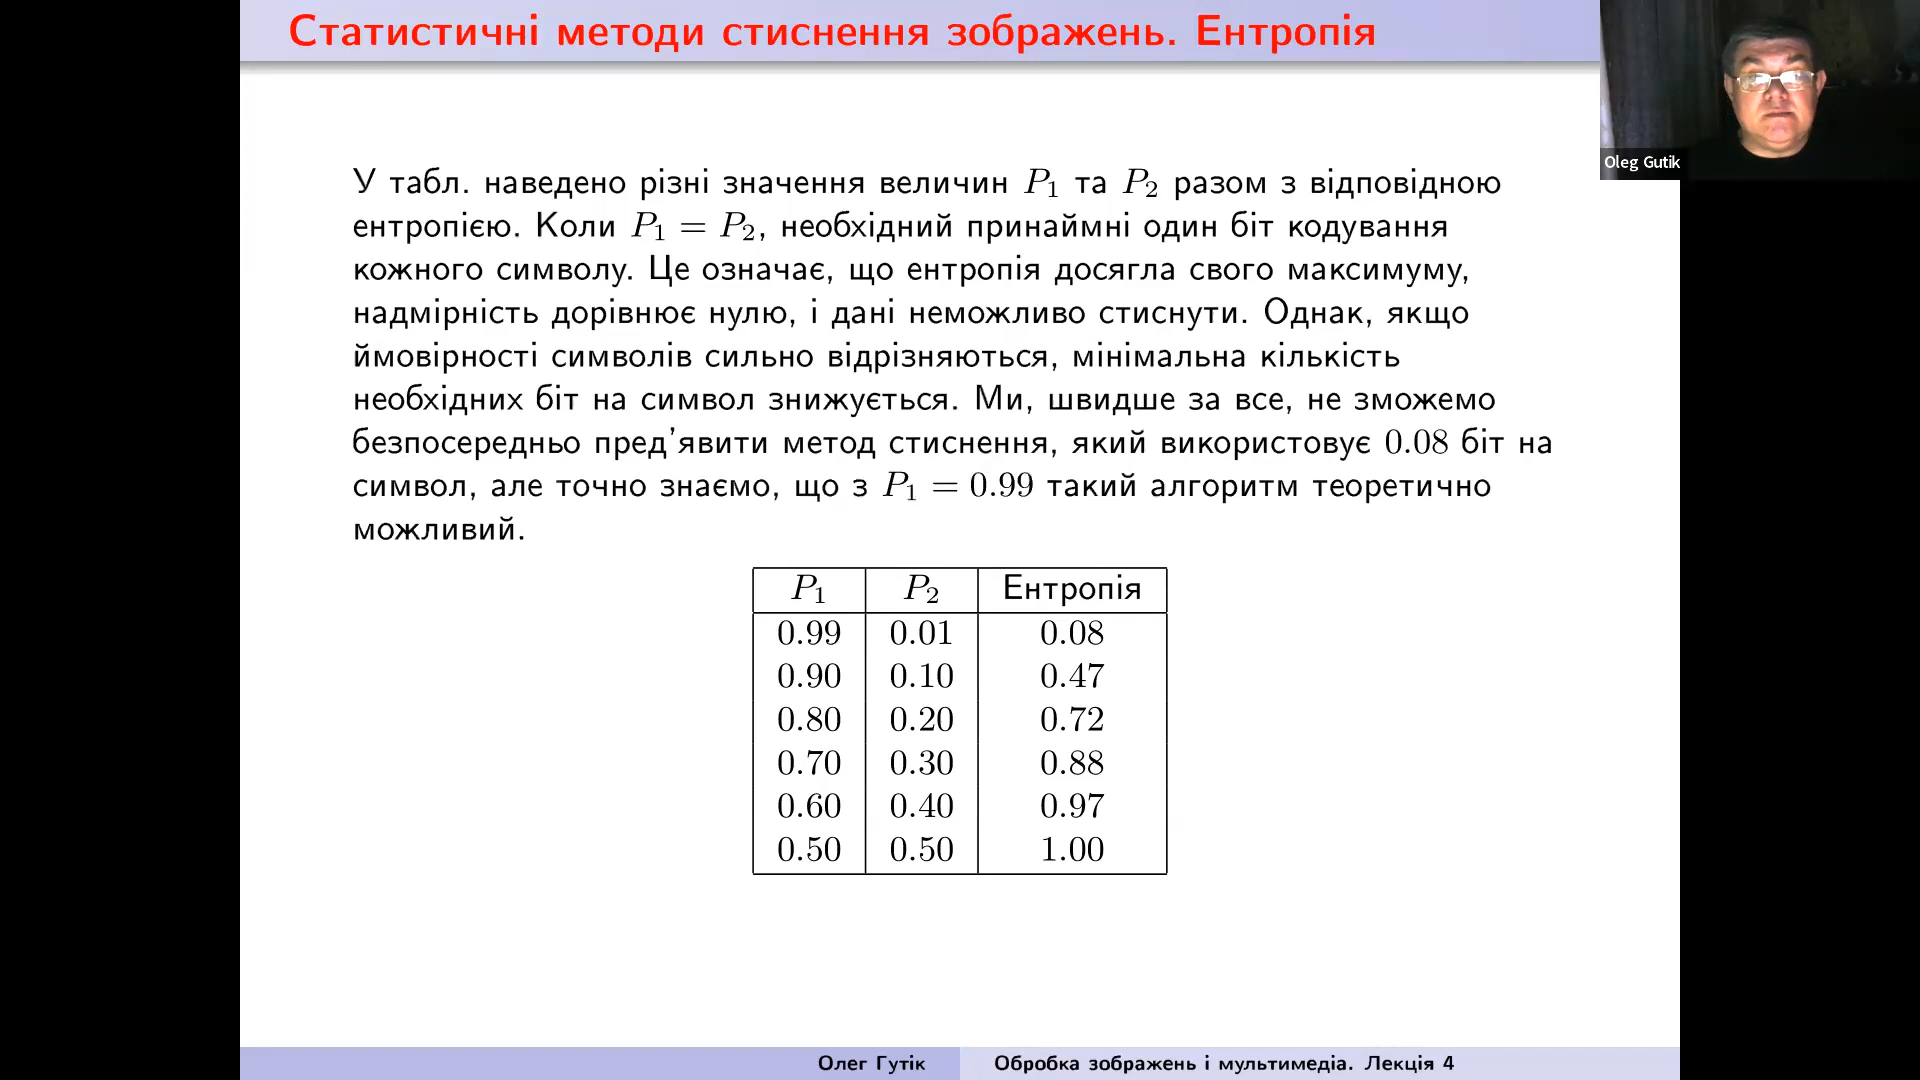 Статистичні методи стиснення зображень. Ентропія
Oleg Gutik
У табл. наведено різні значення величин P1 та P2 разом з відповідною
ентропією. Коли P1 = P2, необхідний принаймні один біт кодування
кожного символу. Це означає, що ентропія досягла свого максимуму,
надмірність дорівнює нулю, і дані неможливо стиснути. Однак, якщо
ймовірності символів сильно відрізняються, мінімальна кількість
необхідних біт на символ знижується. Ми, швидше за все, не зможемо
безпосередньо пред'явити метод стиснення, який використовує 0.08 біт на
символ, але точно знаємо, що з P1 = 0.99 такий алгоритм теоретично
можливий.
P1 P2 Ентропія
0.99 0.01 0.08
0.90 0.10 0.47
0.80 0.20 0.72
0.70 0.30 0.88
0.60 0.40 0.97
0.50 0.50 1.00
Олег Гутік Обробка зображень і мультимедіа. Лекція 4